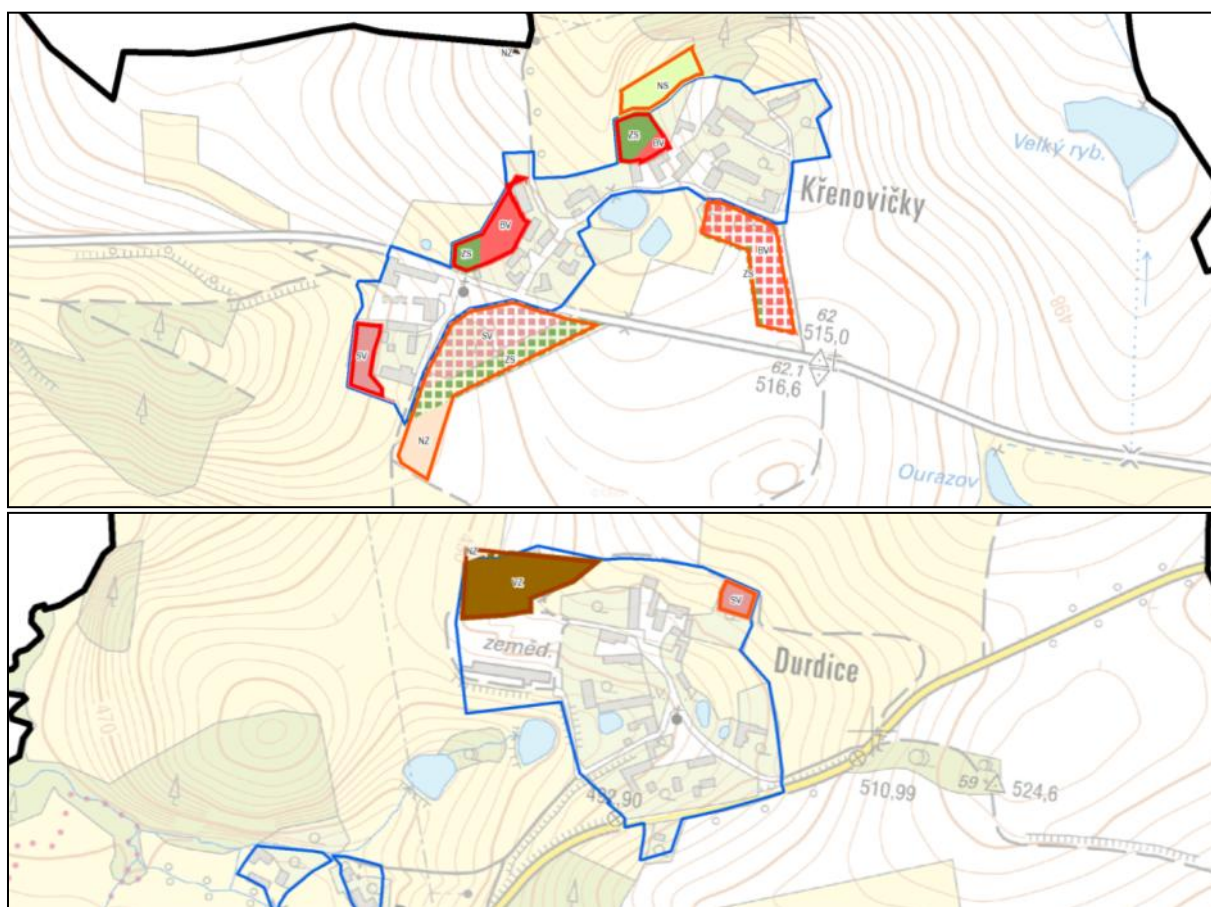 NZ
NS
ZS
BV
Velký ryb.
Křenovičky
BV
ZS
BV
ZS
SV
ZS
SV
62
515,0
62.1
516,6
498
NZ
Ourazov
NZ
VZ
SV
zeměd.
Durdice
470
492,90
510,99
59
524,6